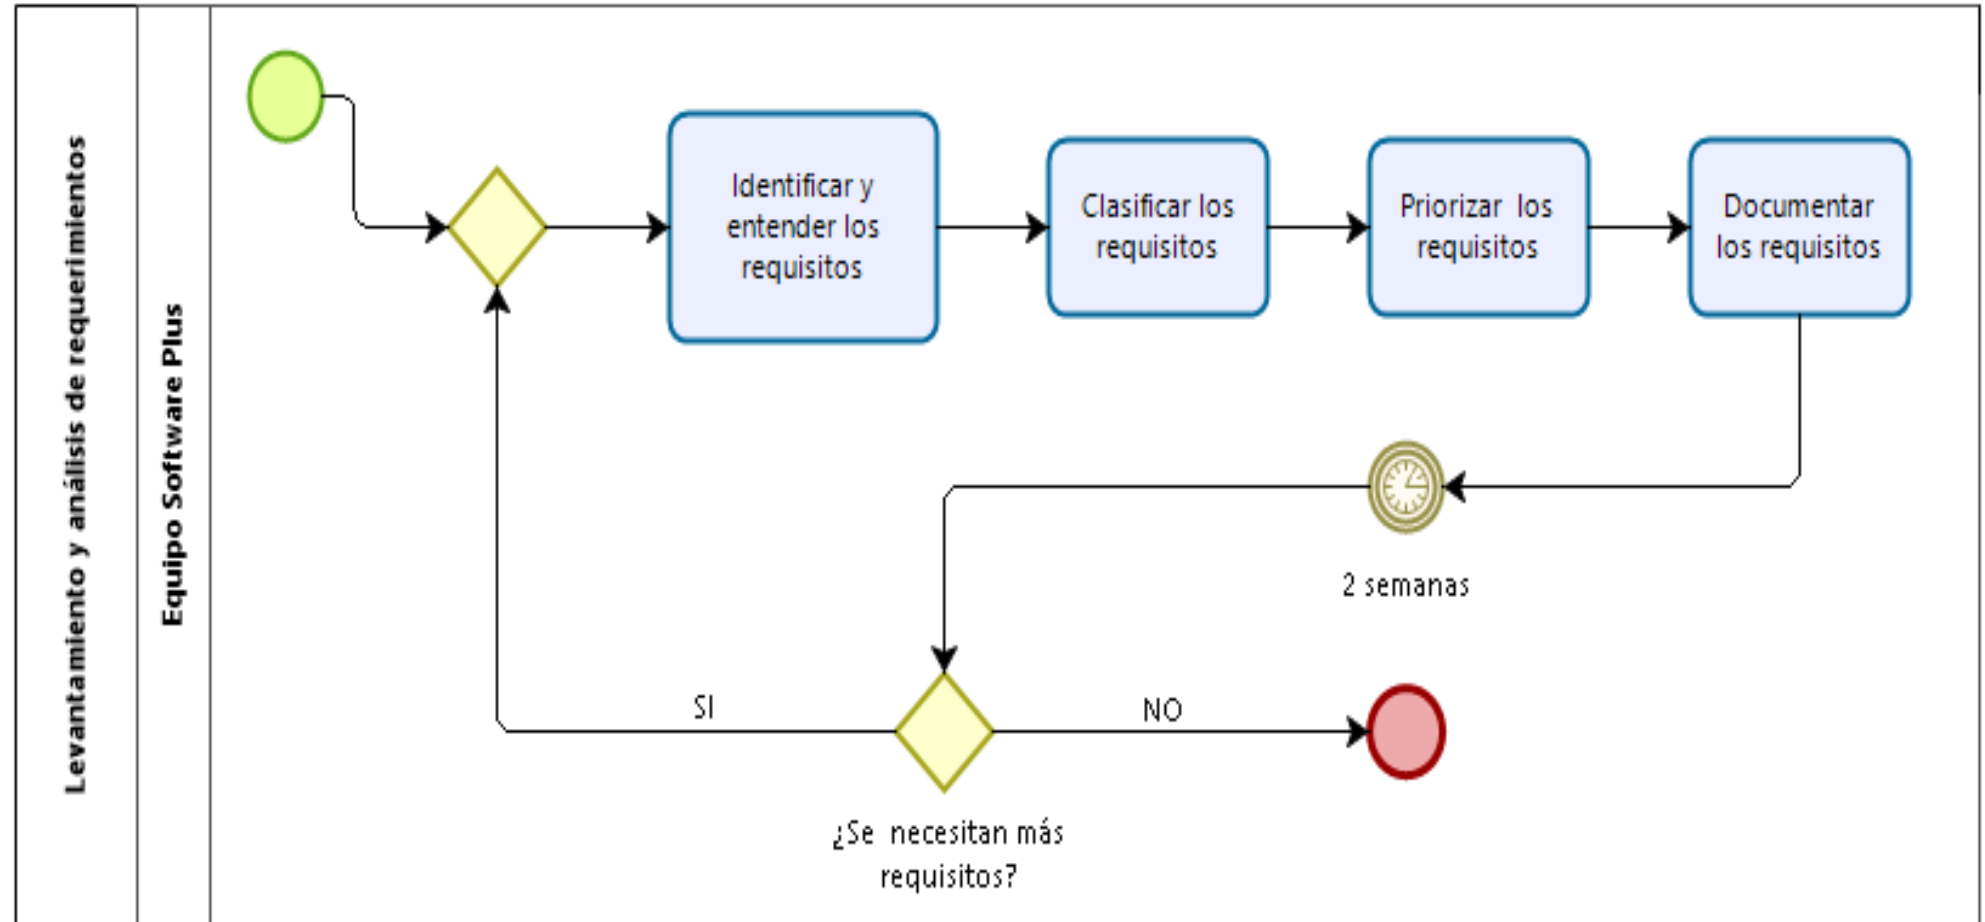 Levantamiento y análisis de requerimientos
Equipo Software Plus
Identificar y
entender los
requisitos
Clasificar los
requisitos
Priorizar los
requisitos
Documentar
los requisitos
2 semanas
SI
NO
¿Se necesitan más
requisitos?